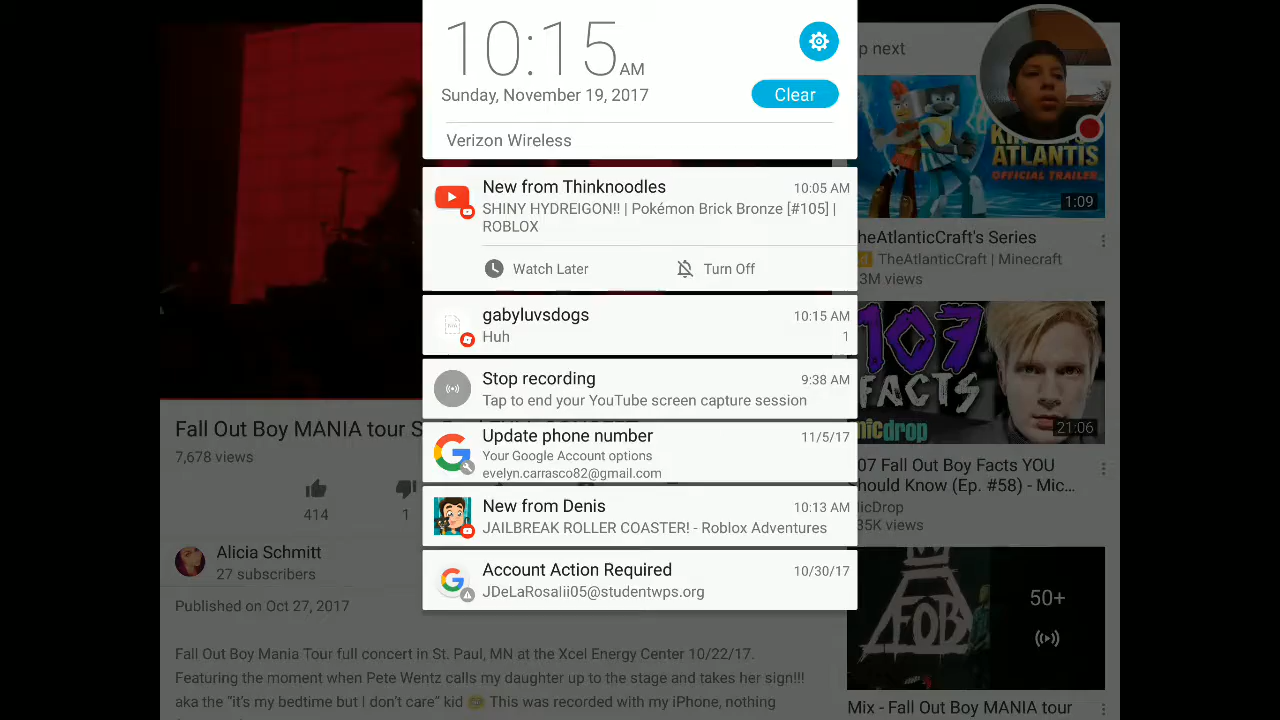 10:15 AM
Sunday, November 19, 2017
Clear
Verizon Wireless
New from Thinknoodles 10:05 AM
SHINY HYDREIGON!! | Pokémon Brick Bronze [#105] |
ROBLOX
Watch Later Turn Off
gabyluvsdogs 10:15 AM
Huh 1
Stop recording 9:38 AM
Tap to end your YouTube screen capture session
Update phone number 11/5/17
Your Google Account options
evelyn.carrasco82@gmail.com
New from Denis 10:13 AM
JAILBREAK ROLLER COASTER! - Roblox Adventures
Account Action Required 10/30/17
JDeLaRosalii05@studentwps.org
Fall Out Boy MANIA tour S
7,678 views
414 1
Alicia Schmitt
27 subscribers
Published on Oct 27, 2017
Fall Out Boy Mania Tour full concert in St. Paul, MN at the Xcel Energy Center 10/22/17.
Featuring the moment when Pete Wentz calls my daughter up to the stage and takes her sign!!!
aka the "it's my bedtime but I don't care" kid 😁 This was recorded with my iPhone, nothing
p next
ATLANTIS
OFFICIAL TRAILER
1:09
heAtlanticCraft's Series
TheAtlanticCraft | Minecraft
3M views
107
FACTS
micdrop
21:06
07 Fall Out Boy Facts YOU
hould Know (Ep. #58) - Mic...
licDrop
35K views
FOB
50+
Mix - Fall Out Boy MANIA tour